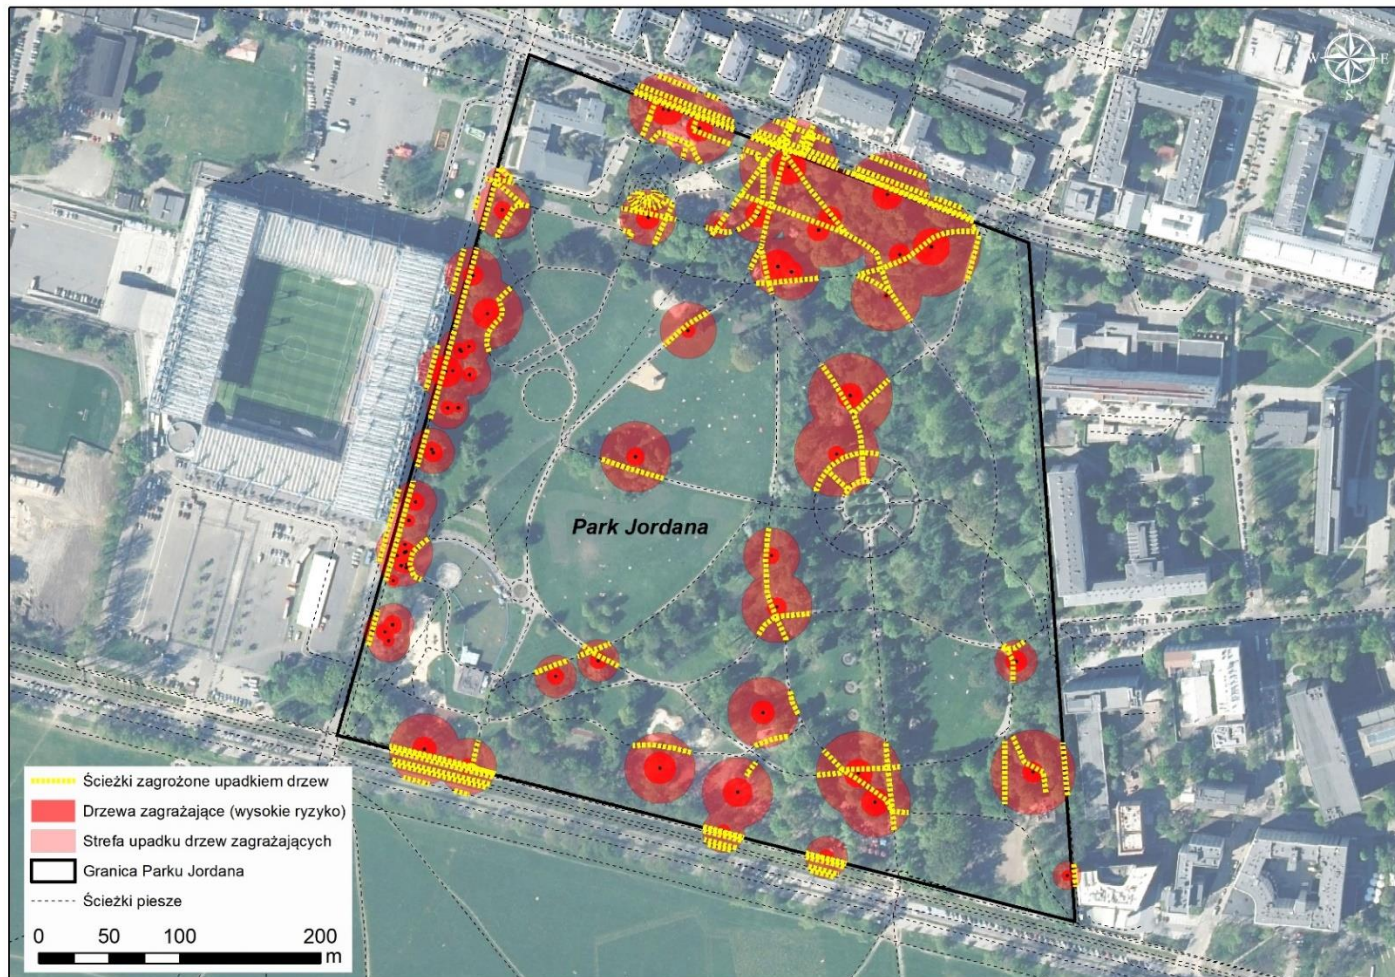 N
W E
S
Park Jordana
Ścieżki zagrożone upadkiem drzew
Drzewa zagrażające (wysokie ryzyko)
Strefa upadku drzew zagrażających
Granica Parku Jordana
Ścieżki piesze
0 50 100 200
m